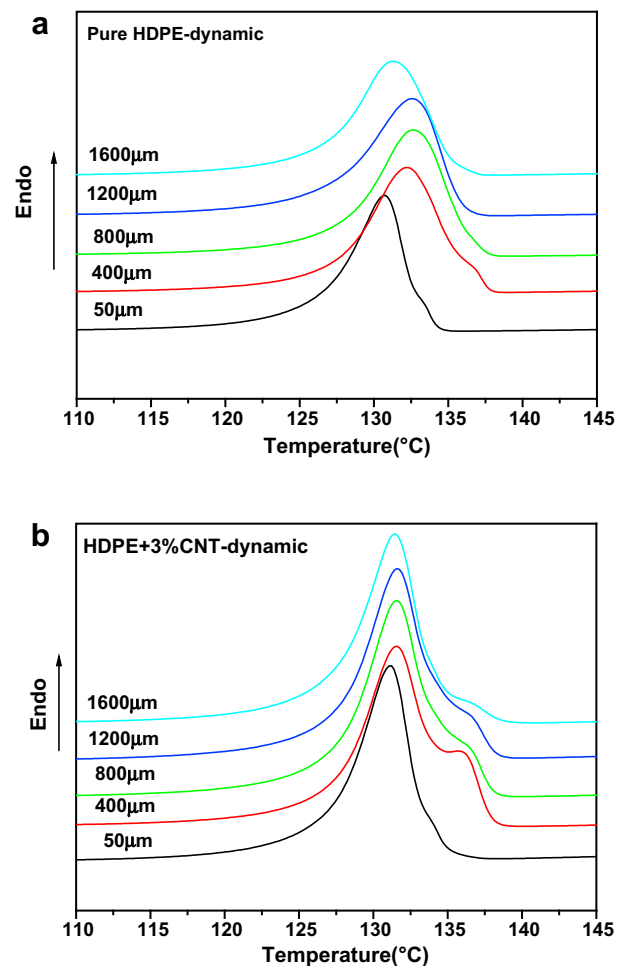 a
Pure HDPE-dynamic
1600μm
1200μm
800μm
400μm
50μm
Endo
110 115 120 125 130 135 140 145
Temperature(°C)
b
HDPE+3%CNT-dynamic
1600μm
1200μm
800μm
400μm
50μm
Endo
110 115 120 125 130 135 140 145
Temperature(°C)